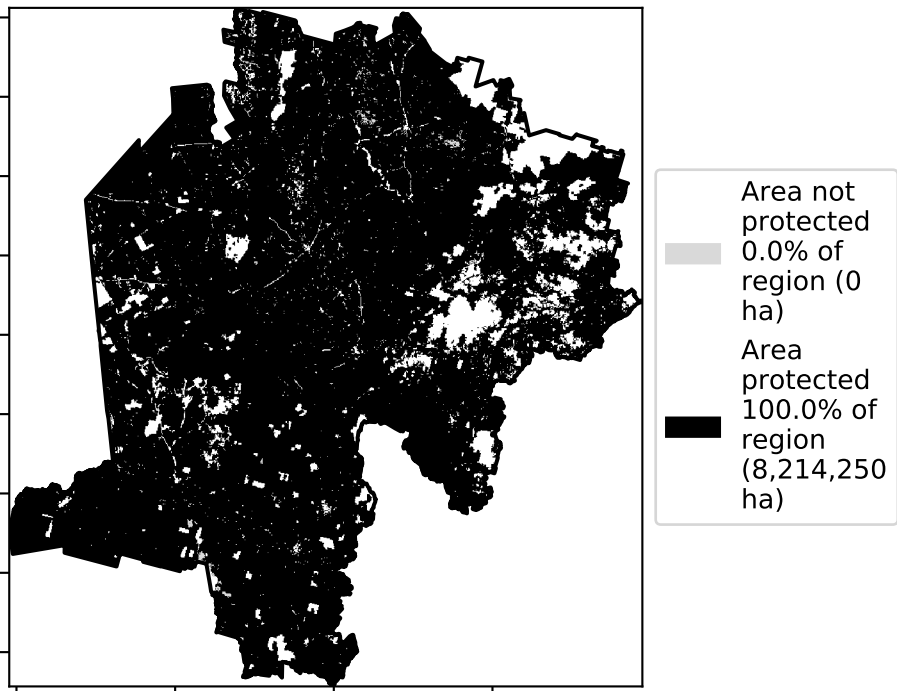 Area not
protected
0.0% of
region (0
ha)
Area
protected
100.0% of
region
(8,214,250
ha)